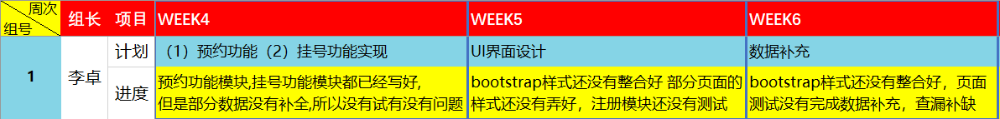 周次
组号 组长 项目 WEEK4 WEEK5 WEEK6
1 李卓 计划 （1）预约功能（2）挂号功能实现 UI界面设计 数据补充
进度 预约功能模块,挂号功能模块都已经写好, bootstrap样式还没有整合好 部分页面的 bootstrap样式还没有整合好，页面
但是部分数据没有补全,所以没有试有没有问题 样式还没有弄好，注册模块还没有测试 测试没有完成数据补充，查漏补缺